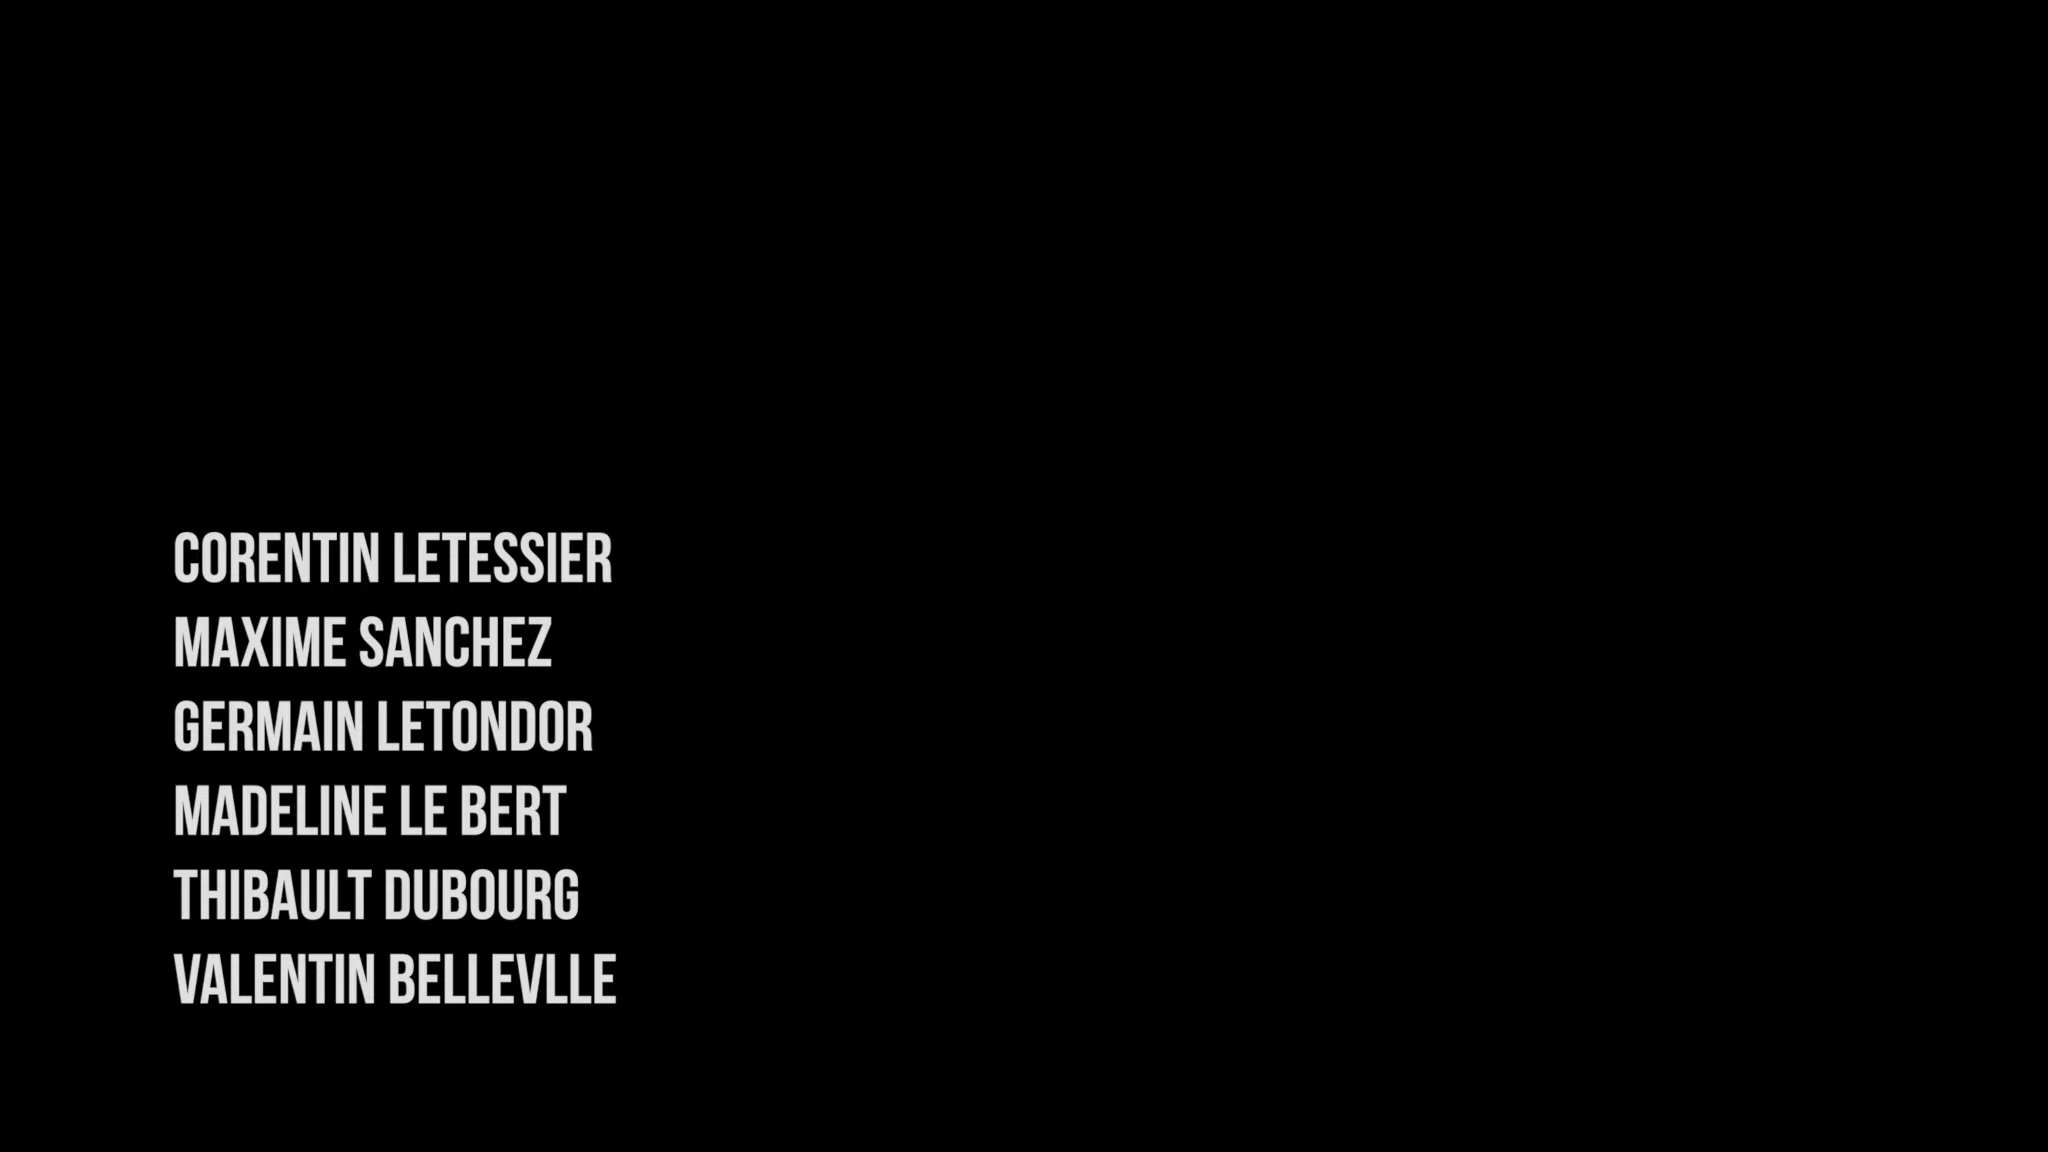 CORENTIN LETESSIER
MAXIME SANCHEZ
GERMAIN LETONDOR
MADELINE LE BERT
THIBAULT DUBOURG
VALENTIN BELLEVLLE